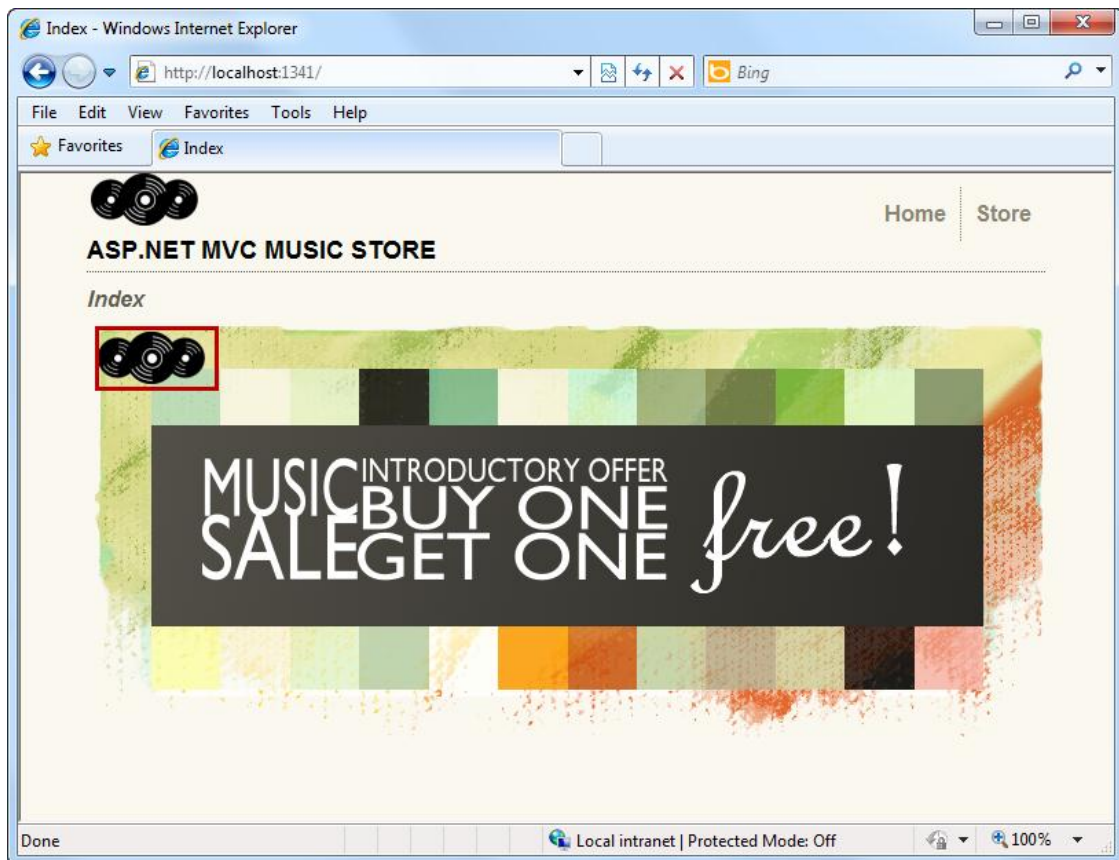 Index - Windows Internet Explorer
http://localhost:1341/
Bing
File Edit View Favorites Tools Help
Favorites
Index
Home Store
ASP.NET MVC MUSIC STORE
Index
MUSIC SALE
INTRODUCTORY OFFER
BUY ONE
GET ONE
free!
Done
Local intranet | Protected Mode: Off
100%